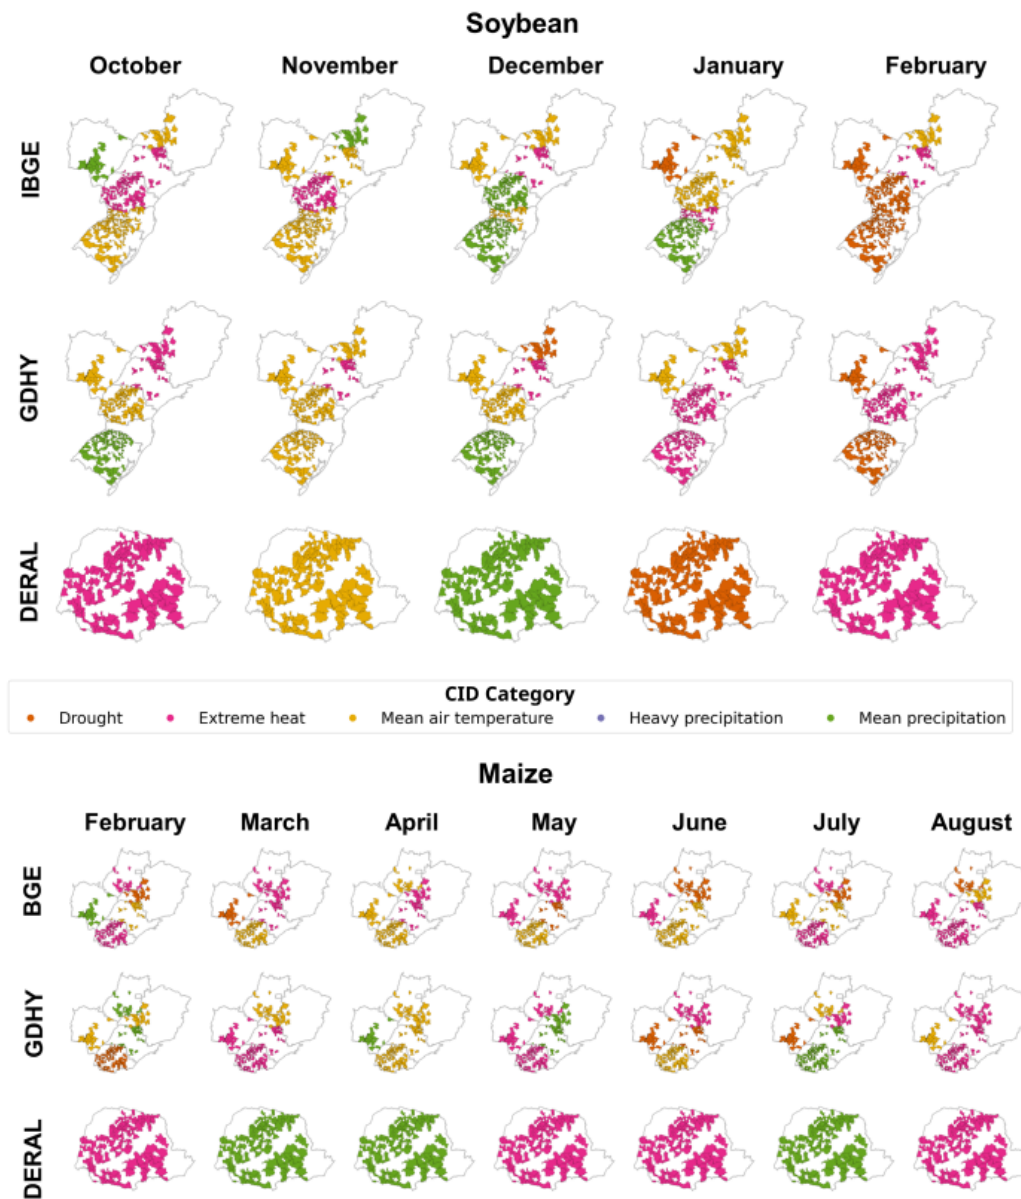 Soybean
October November December January February
IBGE
GDHY
DERAL
CID Category
Drought Extreme heat Mean air temperature Heavy precipitation Mean precipitation
Maize
February March April May June July August
BGE
GDHY
DERAL